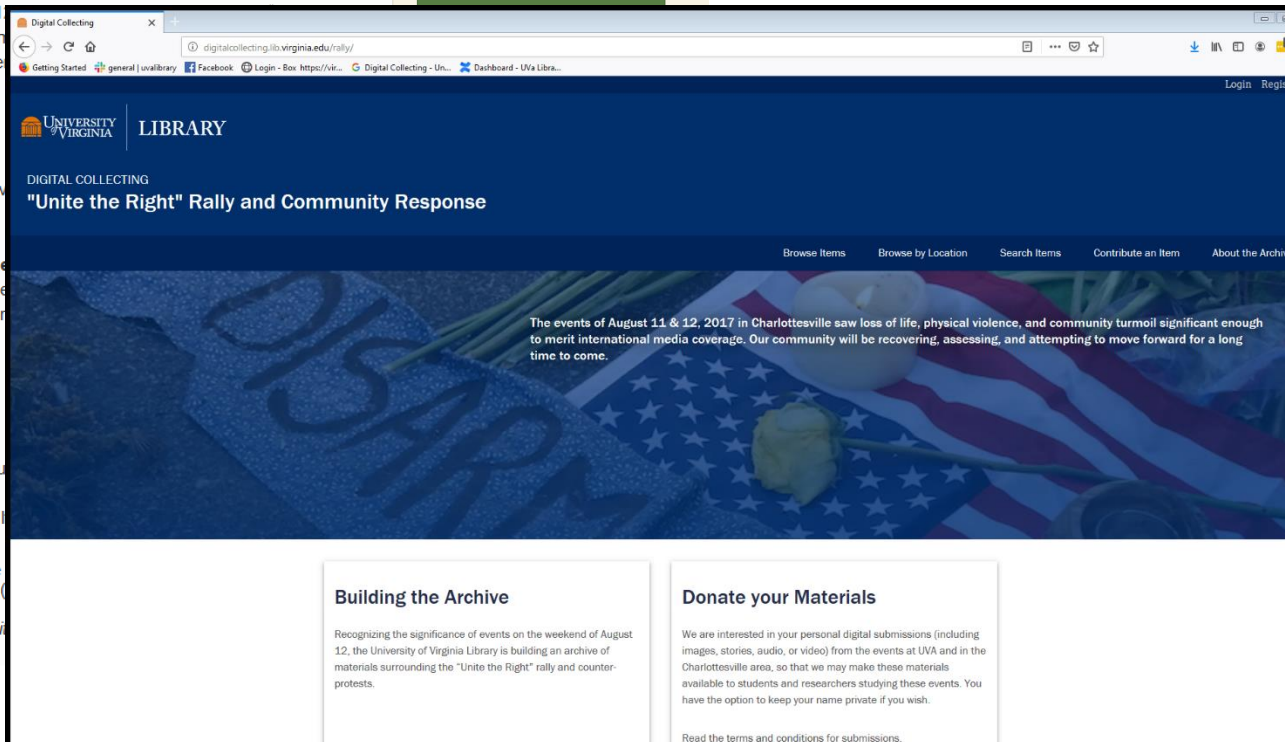 Digital Collecting
digitalcollecting.lib.virginia.edu/rally/
Getting Started general | uvalibrary Facebook Login - Box https://vir... Digital Collecting - Un... Dashboard - UVa Libra...
Login
UNIVERSITY of VIRGINIA LIBRARY
DIGITAL COLLECTING
"Unite the Right" Rally and Community Response
Browse Items Browse by Location Search Items Contribute an Item About the
DISARM
The events of August 11 & 12, 2017 in Charlottesville saw loss of life, physical violence, and community turmoil significant enough
to merit international media coverage. Our community will be recovering, assessing, and attempting to move forward for a long
time to come.
Building the Archive
Recognizing the significance of events on the weekend of August
12, the University of Virginia Library is building an archive of
materials surrounding the "Unite the Right" rally and counter-
protests.
Donate your Materials
We are interested in your personal digital submissions (including
images, stories, audio, or video) from the events at UVA and in the
Charlottesville area, so that we may make these materials
available to students and researchers studying these events. You
have the option to keep your name private if you wish.
Read the terms and conditions for submissions.